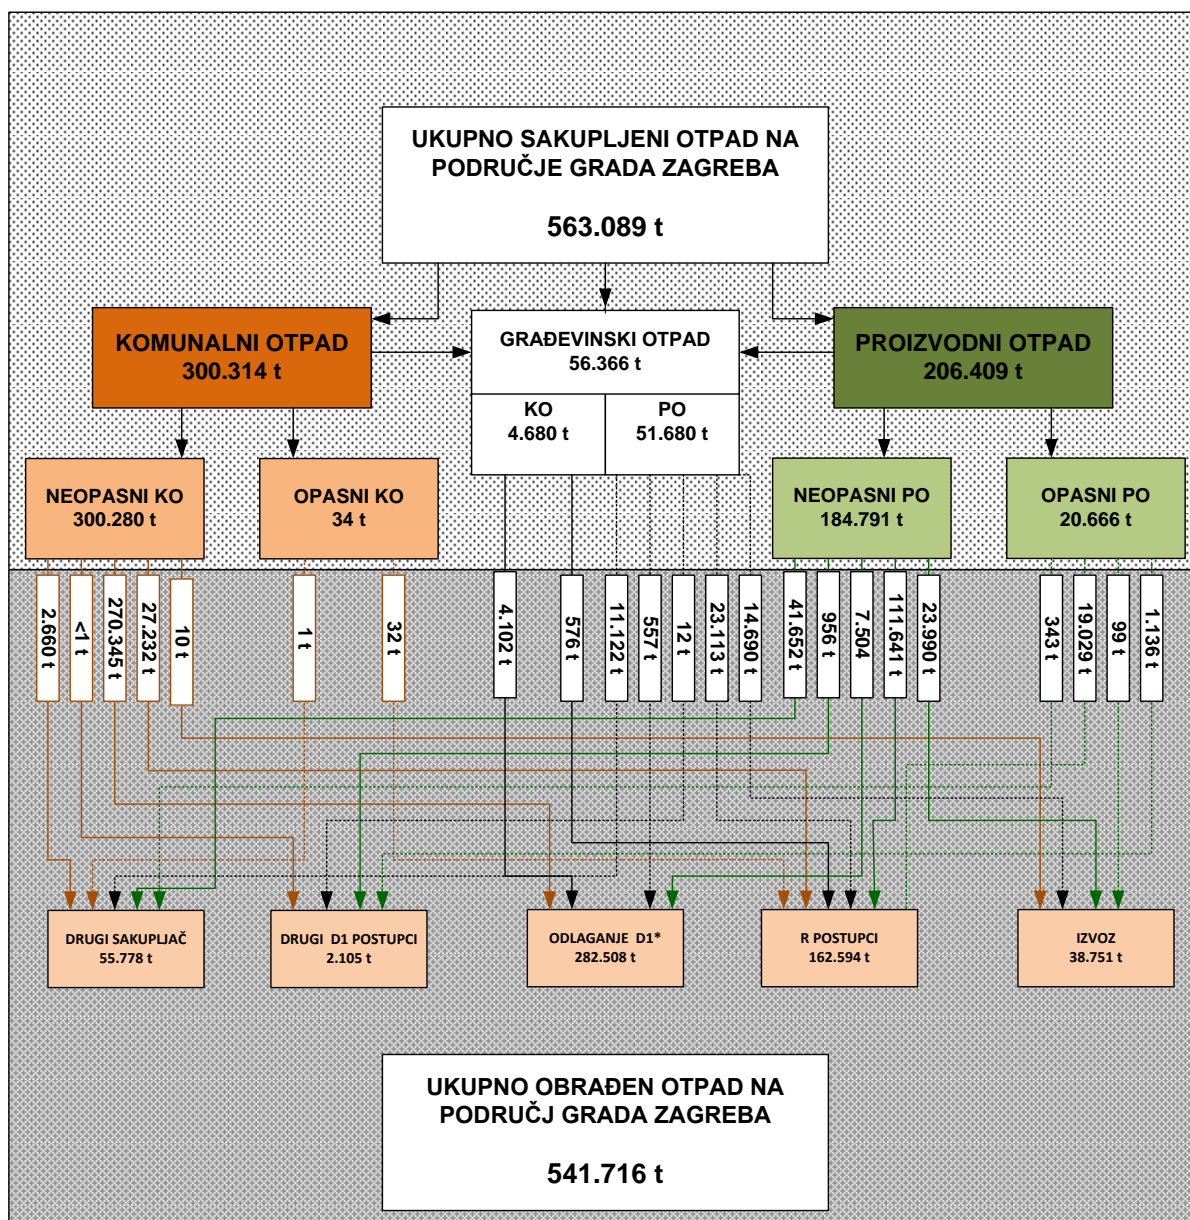 UKUPNO SAKUPLJENI OTPAD NA
PODRUČJE GRADA ZAGREBA
563.089 t
KOMUNALNI OTPAD
300.314 t
GRAĐEVINSKI OTPAD
56.366 t
KO
4.680 t
PO
51.680 t
PROIZVODNI OTPAD
206.409 t
NEOPASNI KO
300.280 t
OPASNI KO
34 t
NEOPASNI PO
184.791 t
OPASNI PO
20.666 t
2.660 t
<1 t
270.345 t
27.232 t
10 t
1 t
32 t
4.102 t
576 t
11.122 t
557 t
12 t
23.113 t
14.690 t
41.652 t
956 t
7.504
111.641 t
23.990 t
343 t
19.029 t
99 t
1.136 t
DRUGI SAKUPLJAČ
55.778 t
DRUGI D1 POSTUPCI
2.105 t
ODLAGANJE D1*
282.508 t
R POSTUPCI
162.594 t
IZVOZ
38.751 t
UKUPNO OBRAĐEN OTPAD NA
PODRUČJ GRADA ZAGREBA
541.716 t